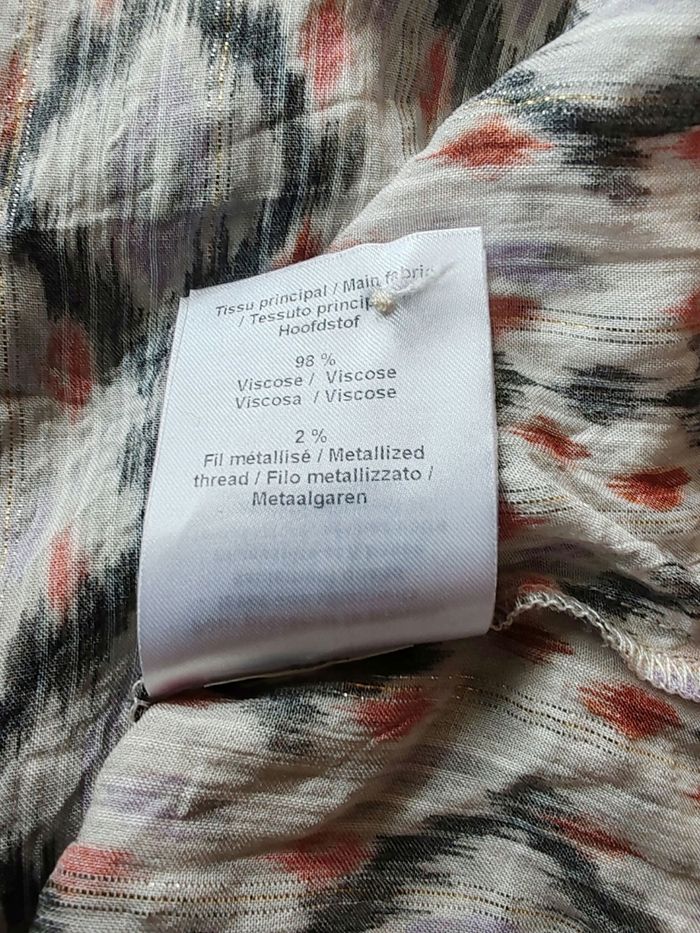 Tissu principal / Main fabric
/ Tessuto
Hoofdstof
98 %
Viscose / Viscose
Viscosa / Viscose
2 %
Fil métallisé / Metallized
thread / Filo metallizzato /
Metaalgaren